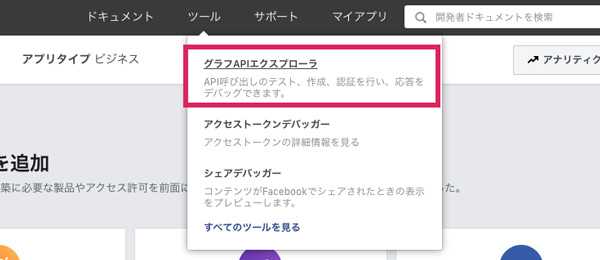 ドキュメント ツール サポート マイアプリ 開発者ドキュメントを検索
アプリタイプ ビジネス
アナリティク
グラフAPIエクスプローラ
API呼び出しのテスト、作成、認証を行い、応答を
デバッグできます。
アクセストークンデバッガー
アクセストークンの詳細情報を見る
を追加
シェアデバッガー
築に必要な製品やアクセス許可を前面に
した。
コンテンツがFacebookでシェアされたときの表示
をプレビューします。
すべてのツールを見る